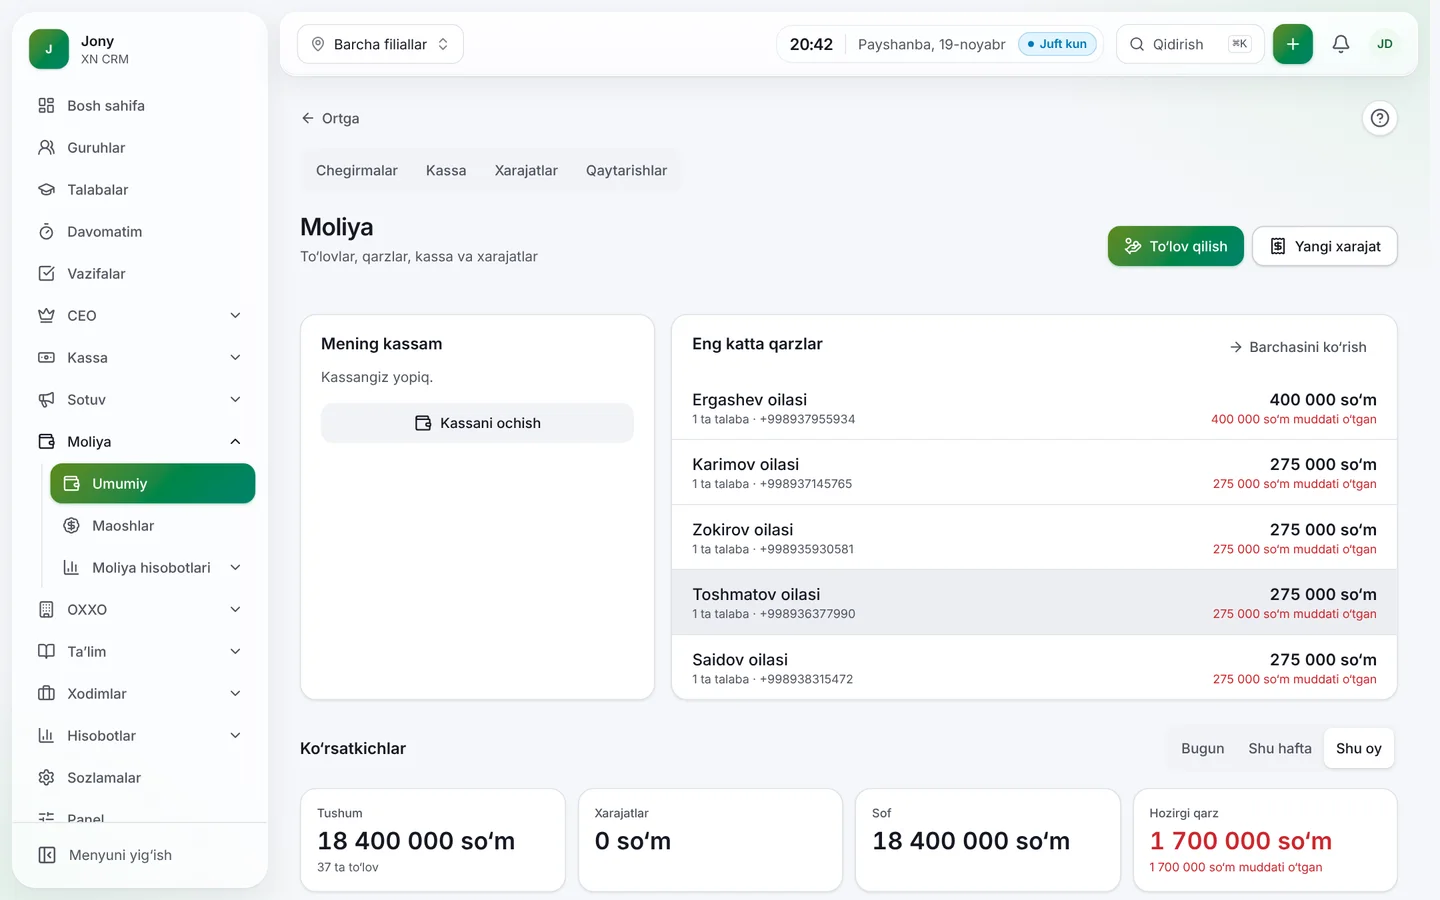 J
Jony
XN CRM
Bosh sahifa
Guruhlar
Talabalar
Davomatim
Vazifalar
CEO
Kassa
Sotuv
Moliya
Umumiy
Maoshlar
Moliya hisobotlari
OXXO
Ta’lim
Xodimlar
Hisobotlar
Sozlamalar
Panel
Menyuni yig‘ish
Barcha filiallar
20:42
Payshanba, 19-noyabr
Juft kun
Qidirish
⌘K
JD
Ortga
Chegirmalar Kassa Xarajatlar Qaytarishlar
Moliya
To‘lovlar, qarzlar, kassa va xarajatlar
To‘lov qilish
Yangi xarajat
Mening kassam
Kassangiz yopiq.
Kassani ochish
Eng katta qarzlar
Barchasini ko‘rish
Ergashev oilasi 400 000 so‘m
1 ta talaba · +998937955934 400 000 so‘m muddati o‘tgan
Karimov oilasi 275 000 so‘m
1 ta talaba · +998937145765 275 000 so‘m muddati o‘tgan
Zokirov oilasi 275 000 so‘m
1 ta talaba · +998935930581 275 000 so‘m muddati o‘tgan
Toshmatov oilasi 275 000 so‘m
1 ta talaba · +998936377990 275 000 so‘m muddati o‘tgan
Saidov oilasi 275 000 so‘m
1 ta talaba · +998938315472 275 000 so‘m muddati o‘tgan
Ko‘rsatkichlar
Bugun Shu hafta Shu oy
Tushum
18 400 000 so‘m
37 ta to‘lov
Xarajatlar
0 so‘m
Sof
18 400 000 so‘m
Hozirgi qarz
1 700 000 so‘m
1 700 000 so‘m muddati o‘tgan